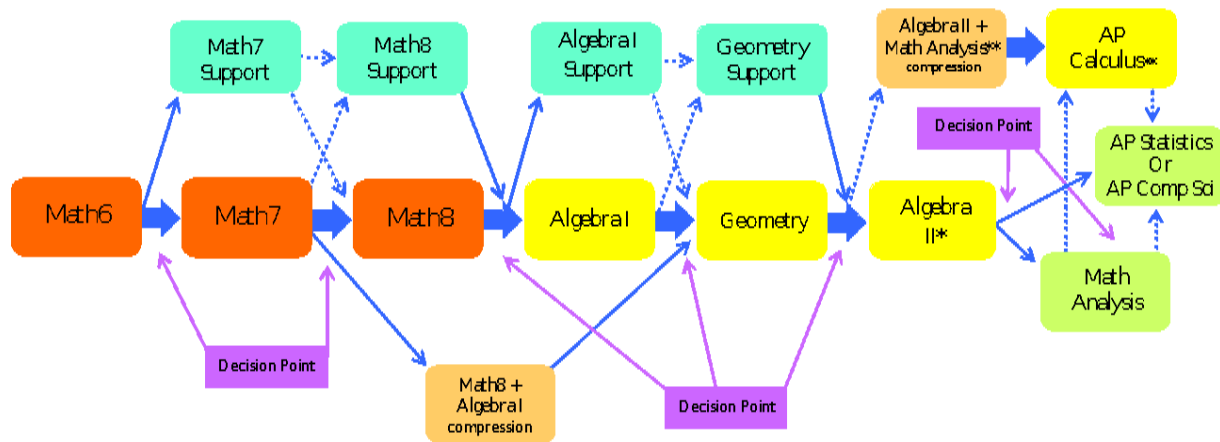 Math7
Support
Math8
Support
Algebra I
Support
Geometry
Support
Algebra II +
Math Analysis**
compression
AP
Calculus**
Decision Point
AP Statistics
Or
AP Comp Sci
Math6
Math7
Math8
Algebra I
Geometry
Algebra
II*
Math
Analysis
Decision Point
Math8 +
Algebra I
compression
Decision Point